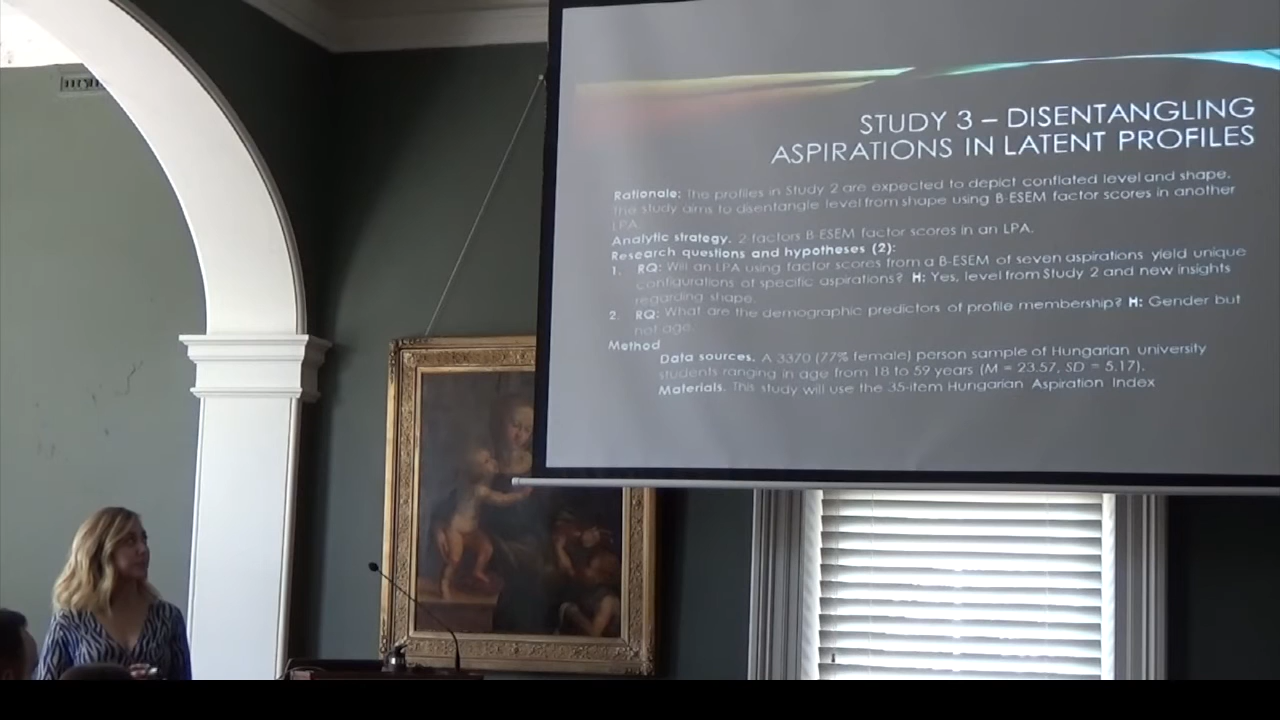 STUDY 3 – DISENTANGLING
ASPIRATIONS IN LATENT PROFILES
Rationale: The profiles in Study 2 are expected to depict conflated level and shape.
The study aims to disentangle level from shape using B-ESEM factor scores in another
LPA.
Analytic strategy. 2 factors B-ESEM factor scores in an LPA.
Research questions and hypotheses (2):
1. RQ: Will an LPA using factor scores from a B-ESEM of seven aspirations yield unique
configurations of specific aspirations? H: Yes, level from Study 2 and new insights
regarding shape.
2. RQ: What are the demographic predictors of profile membership? H: Gender but
not age.
Method
Data sources. A 3370 (77% female) person sample of Hungarian university
students ranging in age from 18 to 59 years (M = 23.57, SD = 5.17).
Materials. This study will use the 35-item Hungarian Aspiration Index